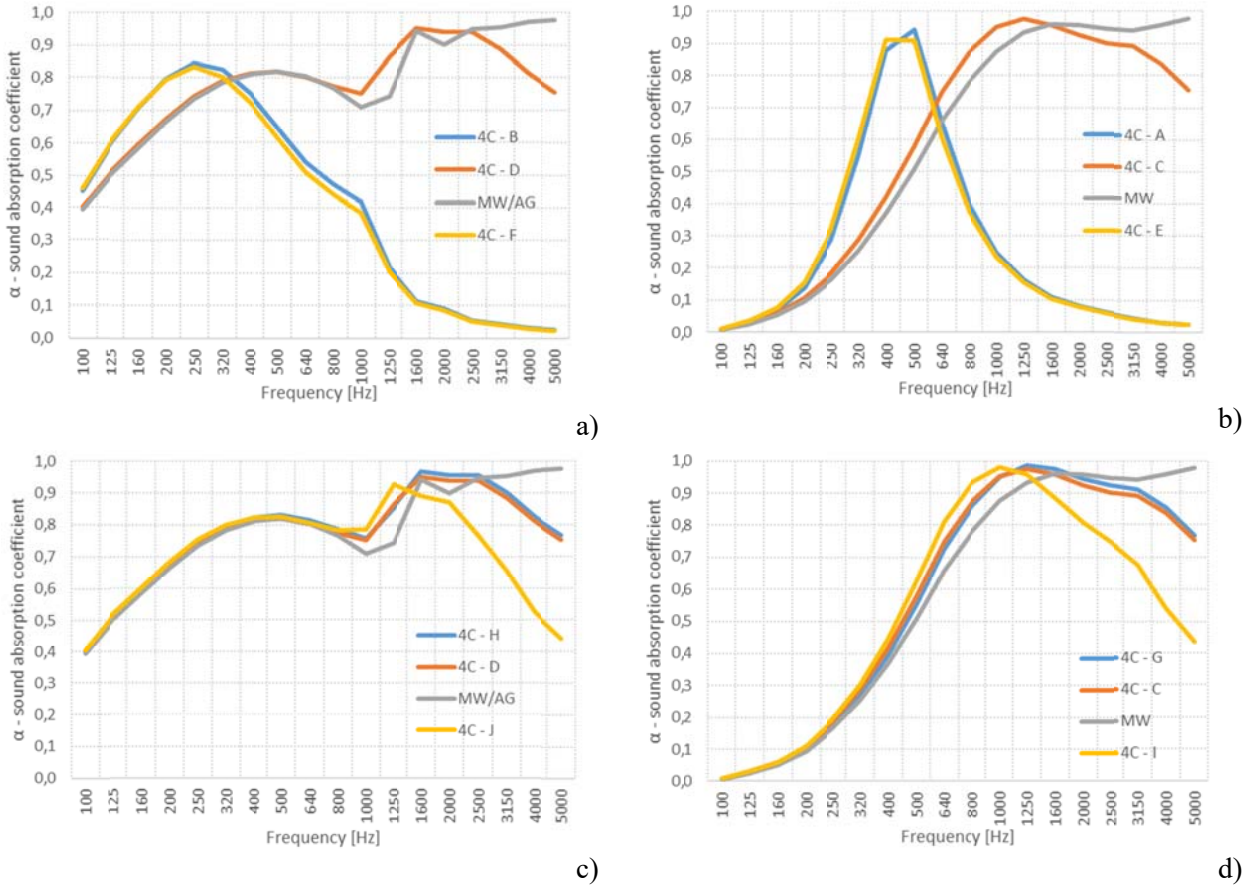 α - sound absorption coefficient
1,0
0,9
0,8
0,7
0,6
0,5
0,4
0,3
0,2
0,1
0,0
4C - B
4C - D
MW/AG
4C - F
100 125 160 200 250 320 400 500 640 800 1000 1250 1600 2000 2500 3150 4000 5000
Frequency [Hz]
a)
α - sound absorption coefficient
1,0
0,9
0,8
0,7
0,6
0,5
0,4
0,3
0,2
0,1
0,0
4C - A
4C - C
MW
4C - E
100 125 160 200 250 320 400 500 640 800 1000 1250 1600 2000 2500 3150 4000 5000
Frequency [Hz]
b)
α - sound absorption coefficient
1,0
0,9
0,8
0,7
0,6
0,5
0,4
0,3
0,2
0,1
0,0
4C - H
4C - D
MW/AG
4C - J
100 125 160 200 250 320 400 500 640 800 1000 1250 1600 2000 2500 3150 4000 5000
Frequency [Hz]
c)
α - sound absorption coefficient
1,0
0,9
0,8
0,7
0,6
0,5
0,4
0,3
0,2
0,1
0,0
4C - G
4C - C
MW
4C - I
100 125 160 200 250 320 400 500 640 800 1000 1250 1600 2000 2500 3150 4000 5000
Frequency [Hz]
d)